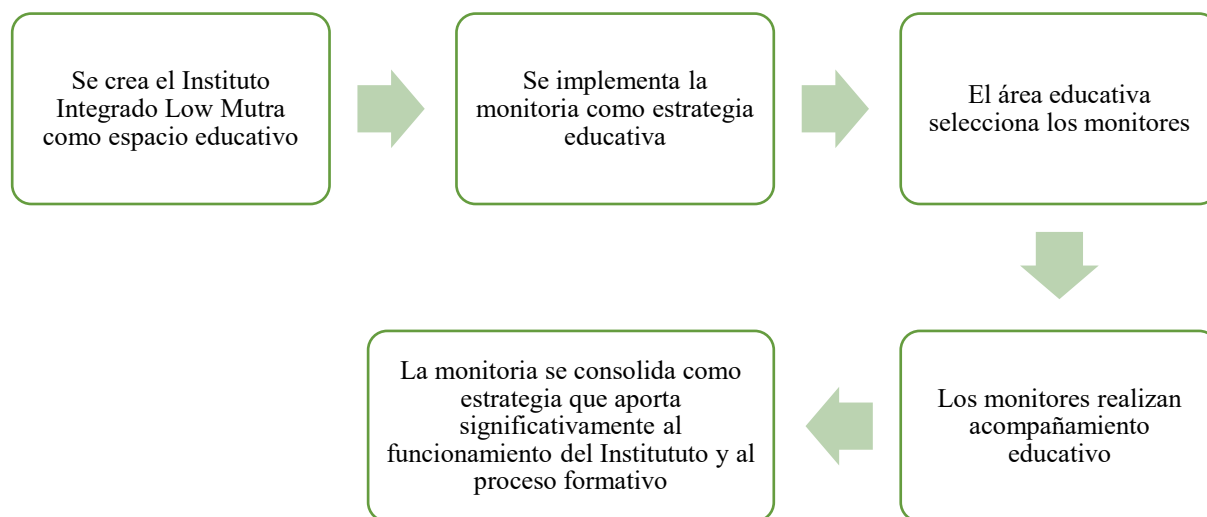 Se crea el Instituto
Integrado Low Mutra
como espacio educativo
Se implementa la
monitoria como estrategia
educativa
El área educativa
selecciona los monitores
Los monitores realizan
acompañamiento
educativo
La monitoria se consolida como
estrategia que aporta
significativamente al
funcionamiento del Institututo y al
proceso formativo